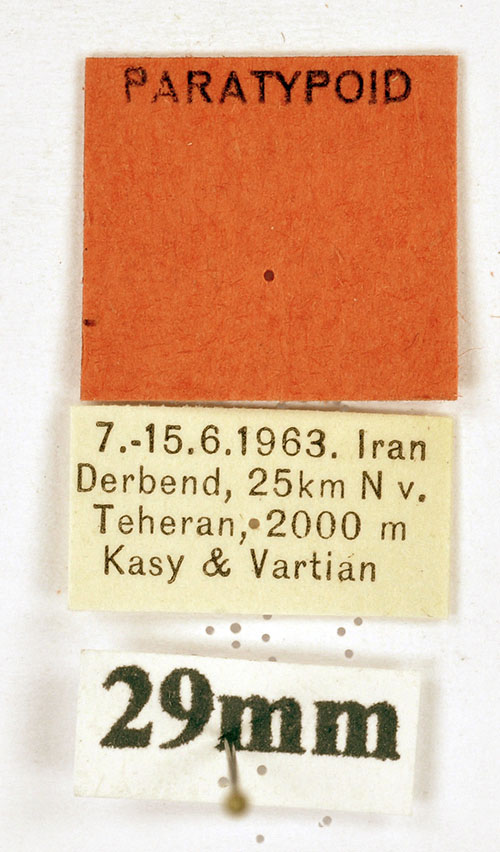 PARATYPOID
7.-15.6.1963. Iran
Derbend, 25km N v.
Teheran, 2000 m
Kasy & Vartian
29mm